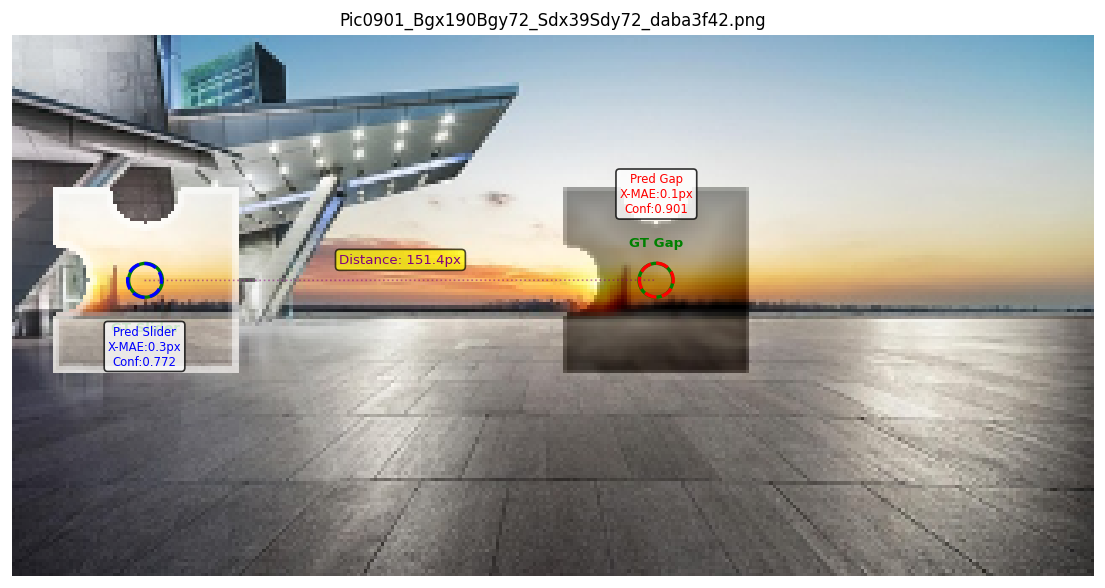 Pic0901_Bgx190Bgy72_Sdx39Sdy72_daba3f42.png
Pred Gap
X-MAE:0.1px
Conf:0.901
GT Gap
Distance: 151.4px
Pred Slider
X-MAE:0.3px
Conf:0.772